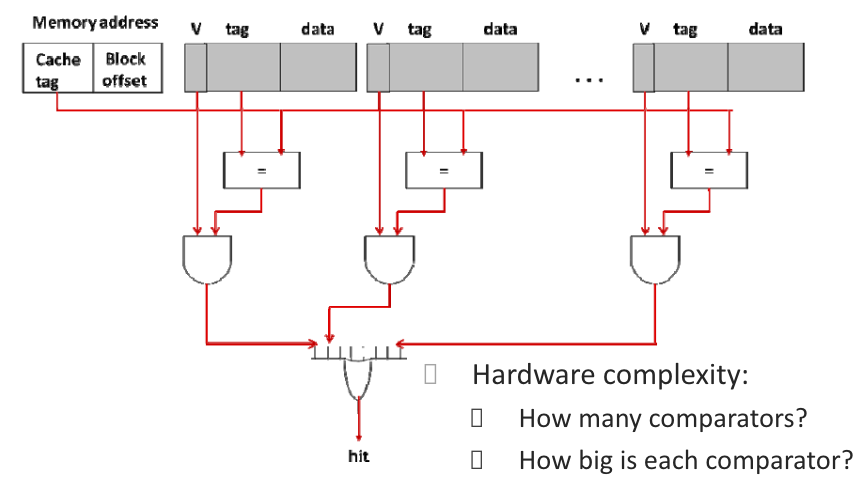 Memory address
V tag data V tag data V tag data
Cache tag
Block offset
...
= = =
Hardware complexity:
How many comparators?
How big is each comparator?
hit